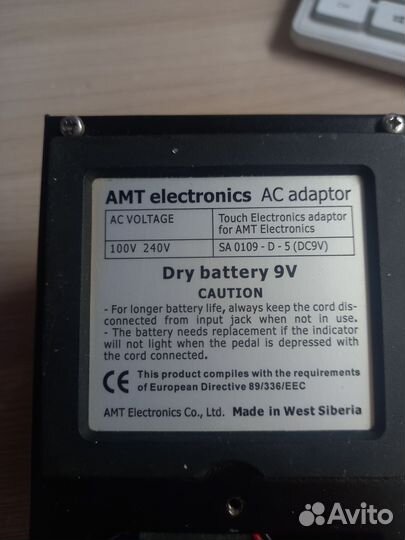 AMT electronics AC adaptor
AC VOLTAGE
Touch Electronics adaptor
for AMT Electronics
100V 240V
SA 0109 - D - 5 (DC9V)
Dry battery 9V
CAUTION
- For longer battery life, always keep the cord dis-
connected from input jack when not in use.
- The battery needs replacement if the indicator
will not light when the pedal is depressed with
the cord connected.
CE This product complies with the requirements
of European Directive 89/336/EEC
AMT Electronics Co., Ltd. Made in West Siberia
Avito